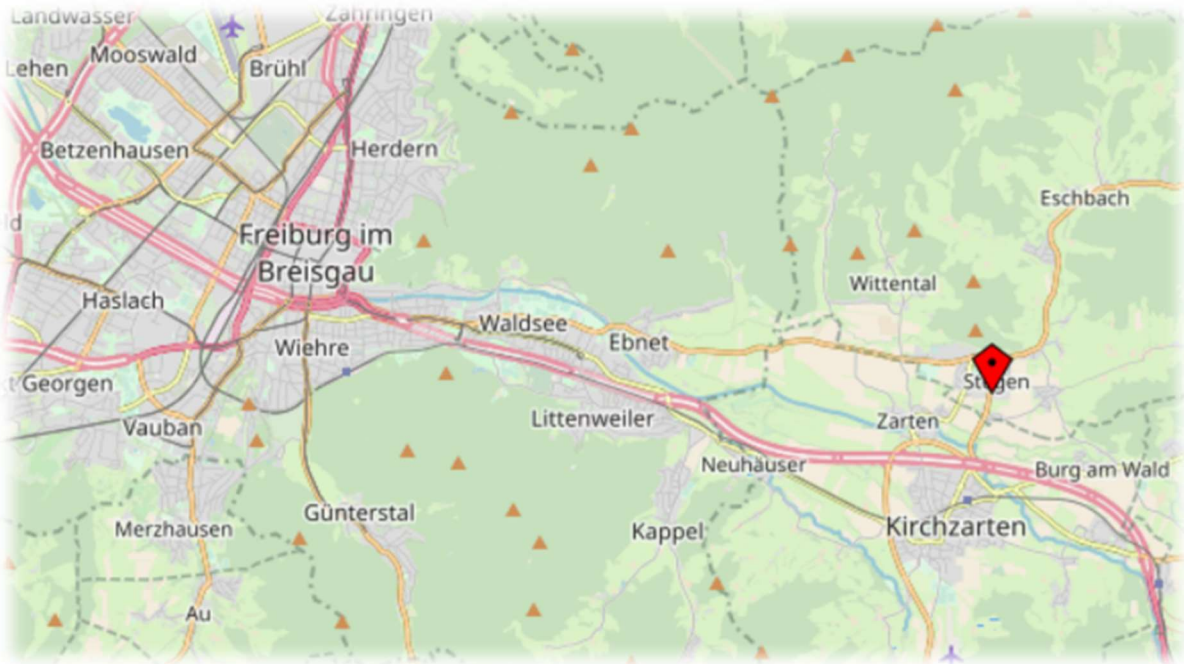 Landwasser
Zähringen
Mooswald
Lehen
Brühl
Betzenhausen
Herdern
Eschbach
Freiburg im
Breisgau
Wittental
Haslach
Waldsee
Ebnet
Wiehre
Georgen
Stegen
Littenweiler
Zarten
Vauban
Neuhäuser
Burg am Wald
Günterstal
Merzhausen
Kappel
Kirchzarten
Au